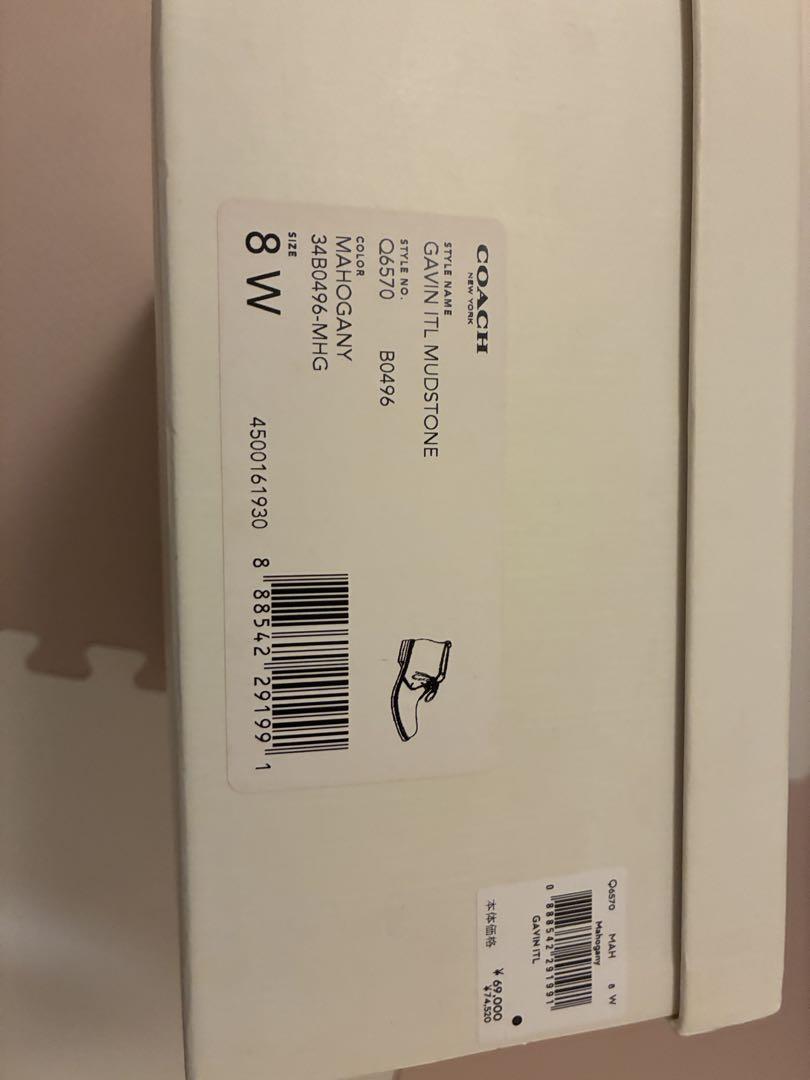 COACH
NEW YORK
STYLE NAME
GAVIN ITL MUDSTONE
STYLE NO.
Q6570 B0496
COLOR
MAHOGANY
34B0496-MHG
SIZE
8 W
4500161930
8 88542 29199 1
Q6570 MAH 8 W
Mahogany
0 888542 291991
GAVIN ITL
本体価格 ¥69,000
¥74,520